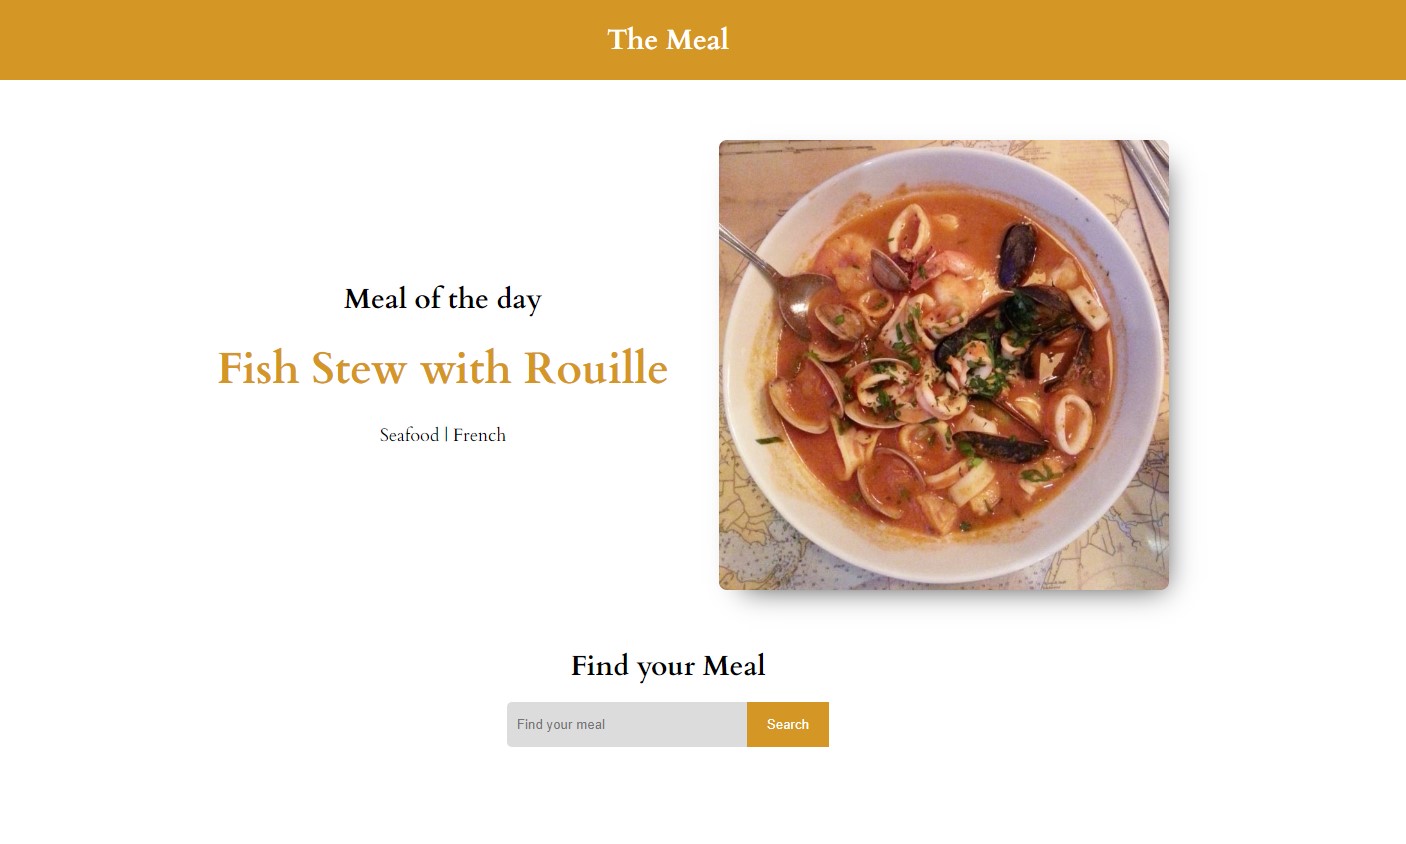 The Meal
Meal of the day
Fish Stew with Rouille
Seafood | French
Find your Meal
Find your meal
Search